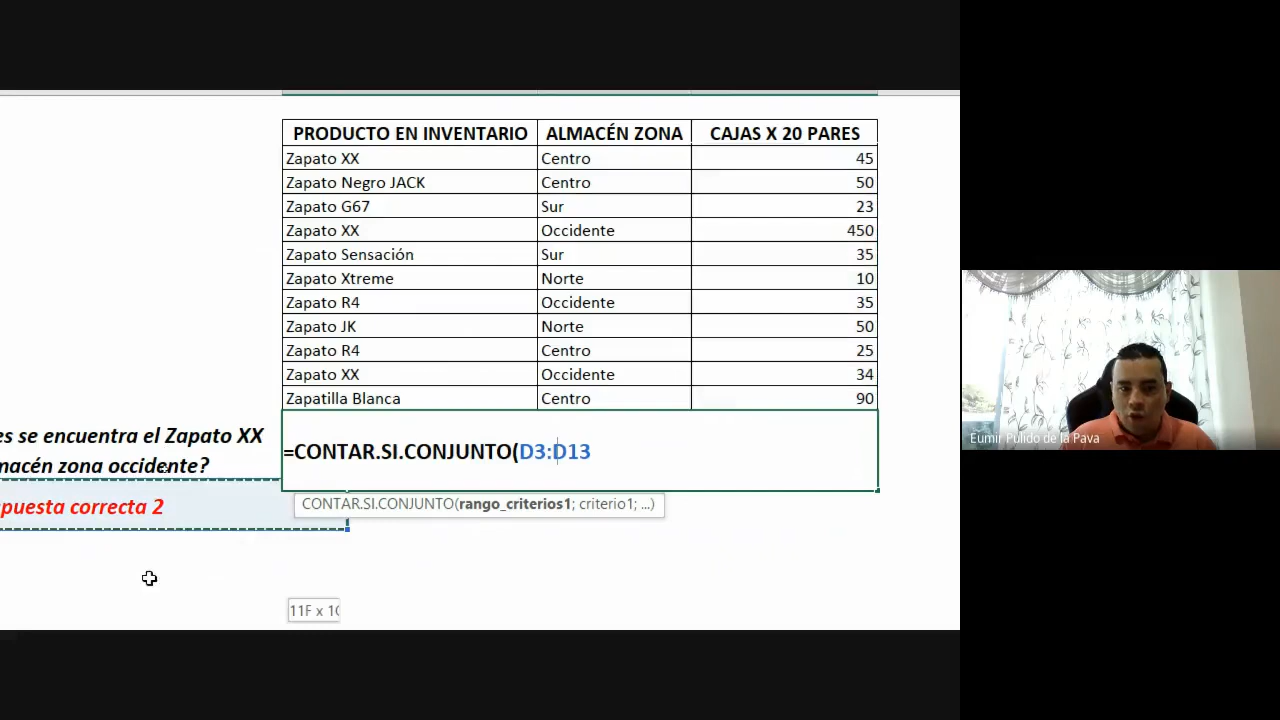 PRODUCTO EN INVENTARIO ALMACÉN ZONA CAJAS X 20 PARES
Zapato XX Centro 45
Zapato Negro JACK Centro 50
Zapato G67 Sur 23
Zapato XX Occidente 450
Zapato Sensación Sur 35
Zapato Xtreme Norte 10
Zapato R4 Occidente 35
Zapato JK Norte 50
Zapato R4 Centro 25
Zapato XX Occidente 34
Zapatilla Blanca Centro 90
es se encuentra el Zapato XX
macén zona occidente?
=CONTAR.SI.CONJUNTO(D3:D13
CONTAR.SI.CONJUNTO(rango_criterios1; criterio1; ...)
puesta correcta 2
Eumir Pulido de la Pava
11F x 1